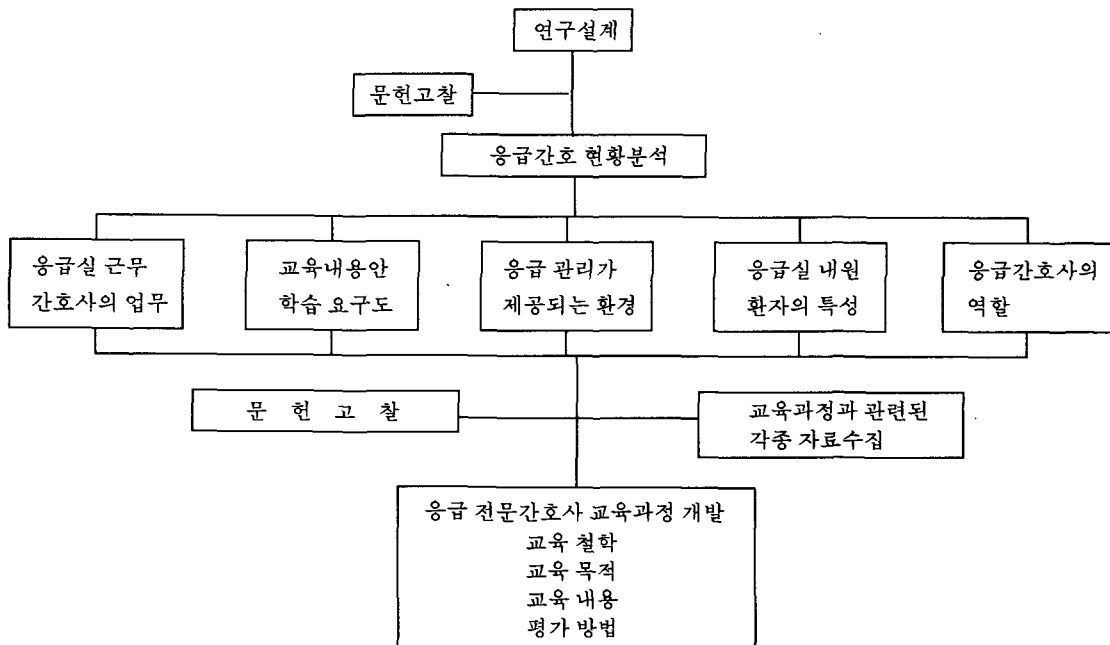 연구설계
문헌고찰
응급간호 현황분석
응급실 근무
간호사의 업무
교육내용안
학습 요구도
응급 관리가
제공되는 환경
응급실 내원
환자의 특성
응급간호사의
역할
문 헌 고 찰
교육과정과 관련된
각종 자료수집
응급 전문간호사 교육과정 개발
교육 철학
교육 목적
교육 내용
평가 방법